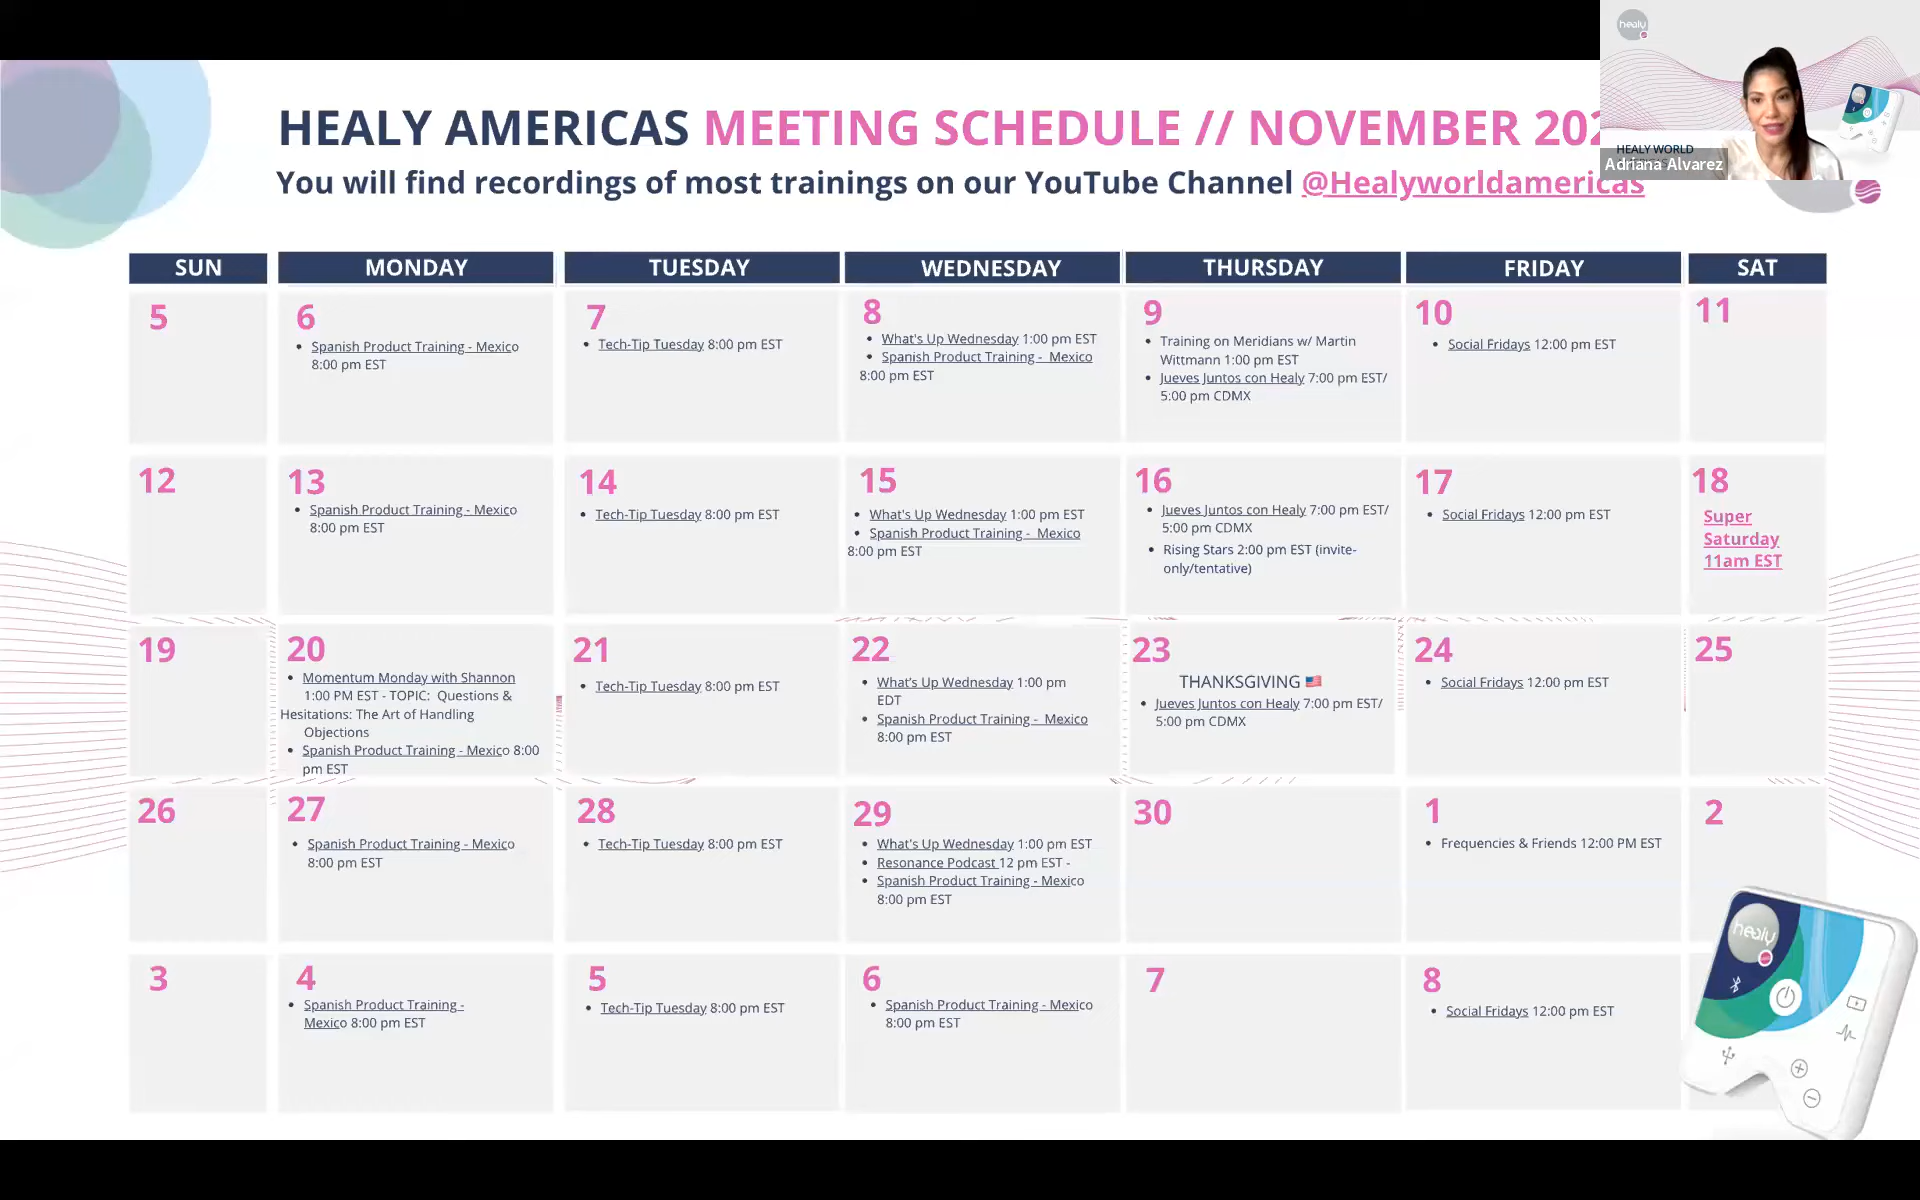 healy
HEALY WORLD
Adriana Alvarez
HEALY AMERICAS MEETING SCHEDULE // NOVEMBER 202
You will find recordings of most trainings on our YouTube Channel @Healyworldamericas
SUN MONDAY TUESDAY WEDNESDAY THURSDAY FRIDAY SAT
5
6
• Spanish Product Training - Mexico
8:00 pm EST
7
• Tech-Tip Tuesday 8:00 pm EST
8
• What's Up Wednesday 1:00 pm EST
• Spanish Product Training - Mexico
8:00 pm EST
9
• Training on Meridians w/ Martin
Wittmann 1:00 pm EST
• Jueves Juntos con Healy 7:00 pm EST/
5:00 pm CDMX
10
• Social Fridays 12:00 pm EST
11
12
13
• Spanish Product Training - Mexico
8:00 pm EST
14
• Tech-Tip Tuesday 8:00 pm EST
15
• What's Up Wednesday 1:00 pm EST
• Spanish Product Training - Mexico
8:00 pm EST
16
• Jueves Juntos con Healy 7:00 pm EST/
5:00 pm CDMX
• Rising Stars 2:00 pm EST (invite-
only/tentative)
17
• Social Fridays 12:00 pm EST
18
Super
Saturday
11am EST
19
20
• Momentum Monday with Shannon
1:00 PM EST - TOPIC: Questions &
Hesitations: The Art of Handling
Objections
• Spanish Product Training - Mexico 8:00
pm EST
21
• Tech-Tip Tuesday 8:00 pm EST
22
• What's Up Wednesday 1:00 pm
EDT
• Spanish Product Training - Mexico
8:00 pm EST
23
THANKSGIVING 🇺🇸
• Jueves Juntos con Healy 7:00 pm EST/
5:00 pm CDMX
24
• Social Fridays 12:00 pm EST
25
26
27
• Spanish Product Training - Mexico
8:00 pm EST
28
• Tech-Tip Tuesday 8:00 pm EST
29
• What's Up Wednesday 1:00 pm EST
• Resonance Podcast 12 pm EST -
• Spanish Product Training - Mexico
8:00 pm EST
30
1
• Frequencies & Friends 12:00 PM EST
2
3
4
• Spanish Product Training -
Mexico 8:00 pm EST
5
• Tech-Tip Tuesday 8:00 pm EST
6
• Spanish Product Training - Mexico
8:00 pm EST
7
8
• Social Fridays 12:00 pm EST
healy